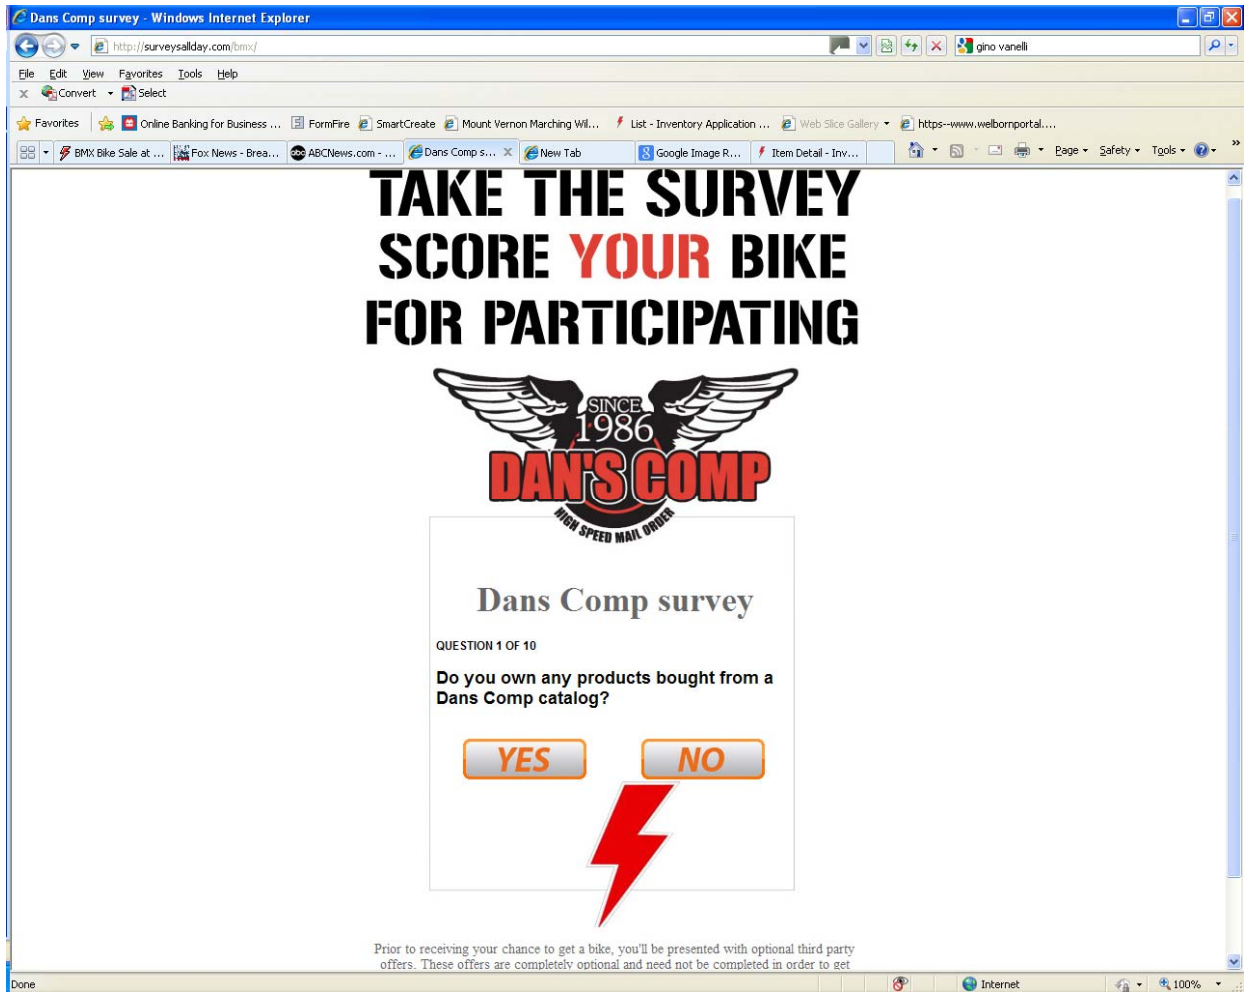 Dans Comp survey - Windows Internet Explorer
http://surveysallday.com/bmx/
gino vanelli
File Edit View Favorites Tools Help
x Convert Select
Favorites Online Banking for Business ... FormFire SmartCreate Mount Vernon Marching Wil... List - Inventory Application ... Web Slice Gallery https--www.welbornportal....
BMX Bike Sale at ... Fox News - Brea... abc ABCNews.com - ... Dans Comp s... X New Tab Google Image R... Item Detail - Inv... Page Safety Tools »
TAKE THE SURVEY
SCORE YOUR BIKE
FOR PARTICIPATING
SINCE
1986
DAN'S COMP
HIGH SPEED MAIL ORDER
Dans Comp survey
QUESTION 1 OF 10
Do you own any products bought from a
Dans Comp catalog?
YES NO
Prior to receiving your chance to get a bike, you'll be presented with optional third party
offers. These offers are completely optional and need not be completed in order to get
Done Internet 100%